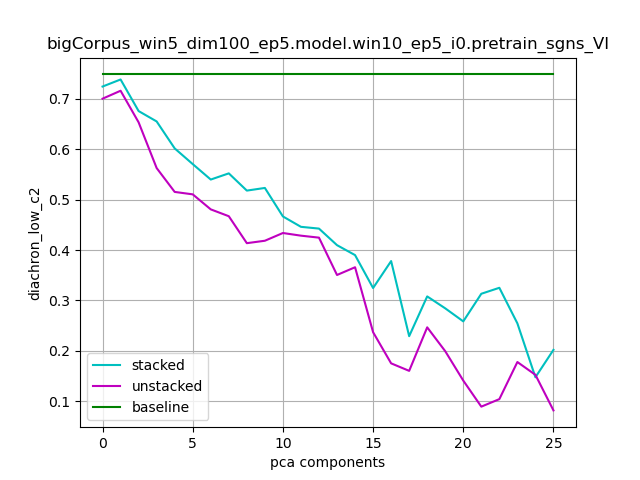 bigCorpus_win5_dim100_ep5.model.win10_ep5_i0.pretrain_sgns_VI
0.7
0.6
0.5
0.4
0.3
0.2
0.1
diachron_low_c2
stacked
unstacked
baseline
0 5 10 15 20 25
pca components